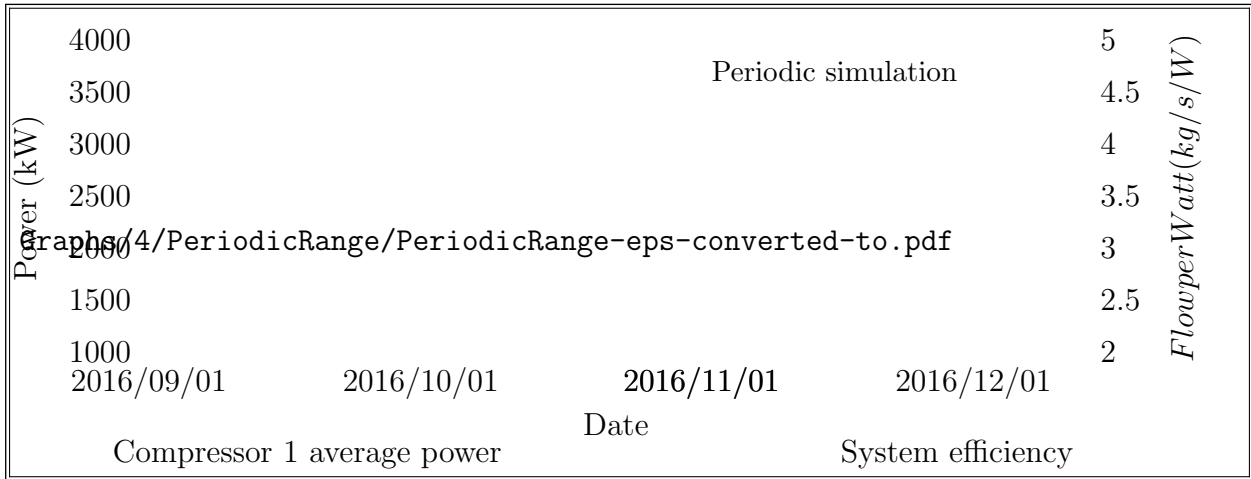 4000
5
Periodic simulation
3500
4.5
3000
4
2500
3.5
Power (kW)
FlowperWatt(kg/s/W)
Graphs/4/PeriodicRange/PeriodicRange-eps-converted-to.pdf
2000
3
1500
2.5
1000
2
2016/09/01 2016/10/01 2016/11/01 2016/12/01
Date
Compressor 1 average power System efficiency